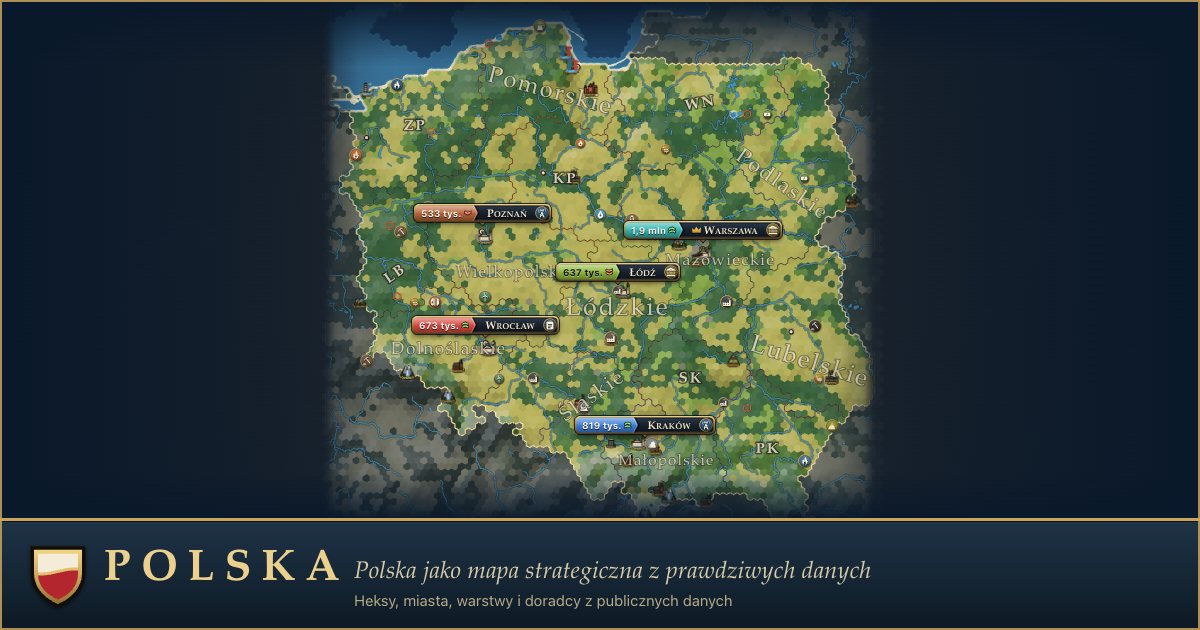 Pomorskie
WN
ZP
Podlaskie
KP
533 tys. POZNAŃ
1,9 mln WARSZAWA
Mazowieckie
LB
Wielkopolsk
637 tys. ŁÓDŹ
Łódzkie
673 tys. WROCŁAW
Dolnośląskie
Lubelskie
SK
Śląskie
819 tys. KRAKÓW
PK
Małopolskie
POLSKA
Polska jako mapa strategiczna z prawdziwych danych
Heksy, miasta, warstwy i doradcy z publicznych danych